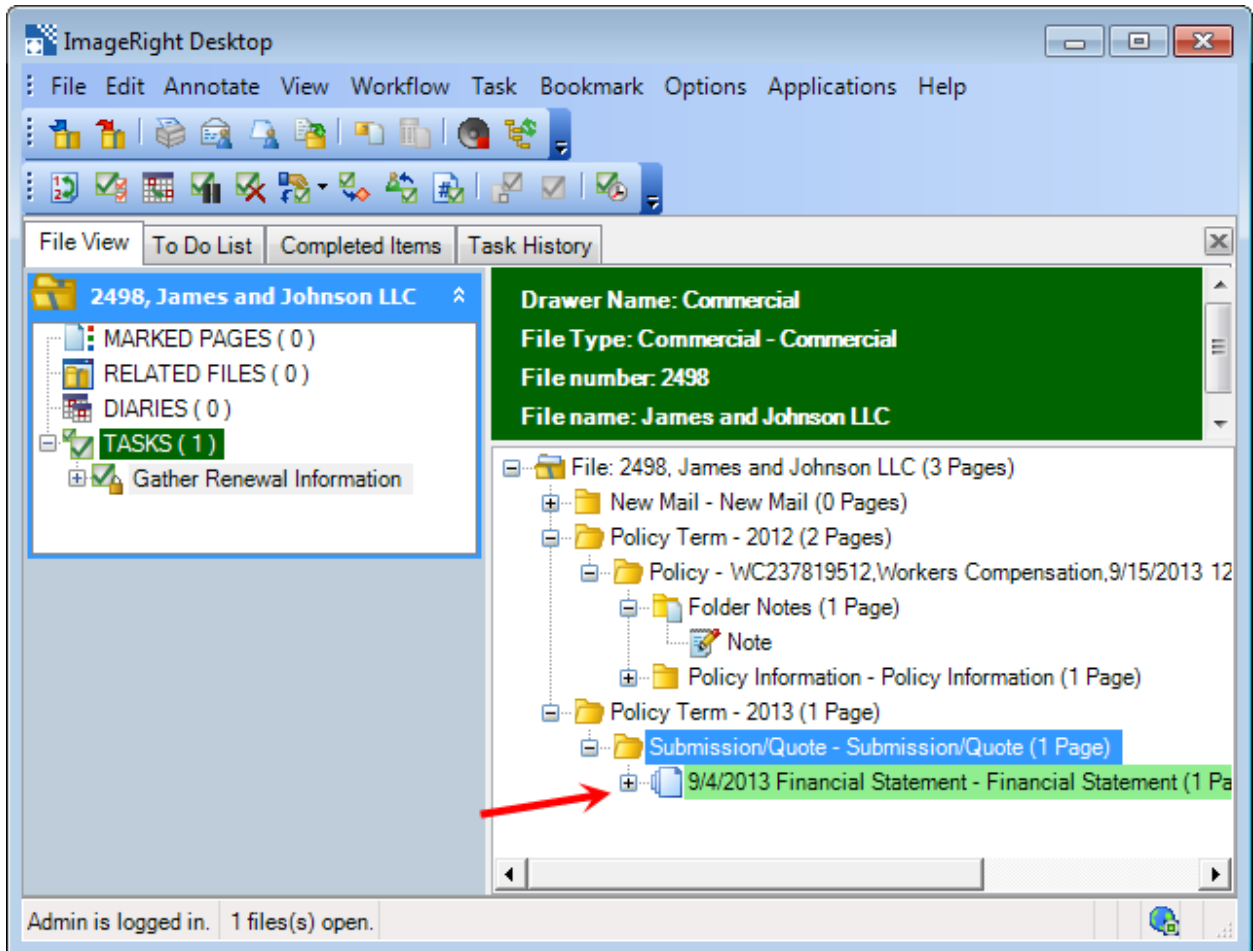 ImageRight Desktop
File Edit Annotate View Workflow Task Bookmark Options Applications Help
File View To Do List Completed Items Task History
2498, James and Johnson LLC
MARKED PAGES ( 0 )
RELATED FILES ( 0 )
DIARIES ( 0 )
TASKS ( 1 )
Gather Renewal Information
Drawer Name: Commercial
File Type: Commercial - Commercial
File number: 2498
File name: James and Johnson LLC
File: 2498, James and Johnson LLC (3 Pages)
New Mail - New Mail (0 Pages)
Policy Term - 2012 (2 Pages)
Policy - WC237819512,Workers Compensation,9/15/2013 12
Folder Notes (1 Page)
Note
Policy Information - Policy Information (1 Page)
Policy Term - 2013 (1 Page)
Submission/Quote - Submission/Quote (1 Page)
9/4/2013 Financial Statement - Financial Statement (1 Pa
Admin is logged in. 1 files(s) open.